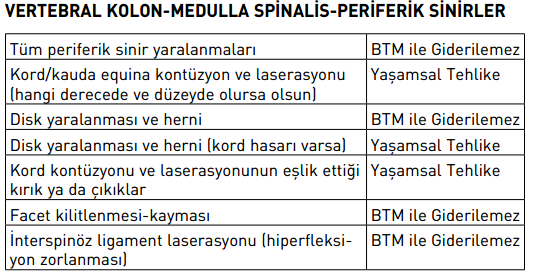 VERTEBRAL KOLON-MEDULLA SPİNALİS-PERİFERİK SİNİRLER
Tüm periferik sinir yaralanmaları BTM ile Giderilemez
Kord/kauda equina kontüzyon ve laserasyonu Yaşamsal Tehlike
(hangi derecede ve düzeyde olursa olsun)
Disk yaralanması ve herni BTM ile Giderilemez
Disk yaralanması ve herni (kord hasarı varsa) Yaşamsal Tehlike
Kord kontüzyonu ve laserasyonunun eşlik ettiği Yaşamsal Tehlike
kırık ya da çıkıklar
Facet kilitlenmesi-kayması BTM ile Giderilemez
İnterspinöz ligament laserasyonu (hiperfleksi- BTM ile Giderilemez
yon zorlanması)